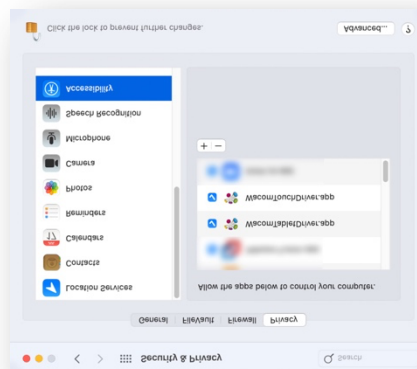 Security & Privacy
Search
General
FileVault
Firewall
Privacy
Location Services
Contacts
Calendars
Reminders
Photos
Camera
Microphone
Speech Recognition
Accessibility
Allow the apps below to control your computer.
WacomTabletDriver.app
WacomTouchDriver.app
+ −
Click the lock to prevent further changes.
Advanced...
?